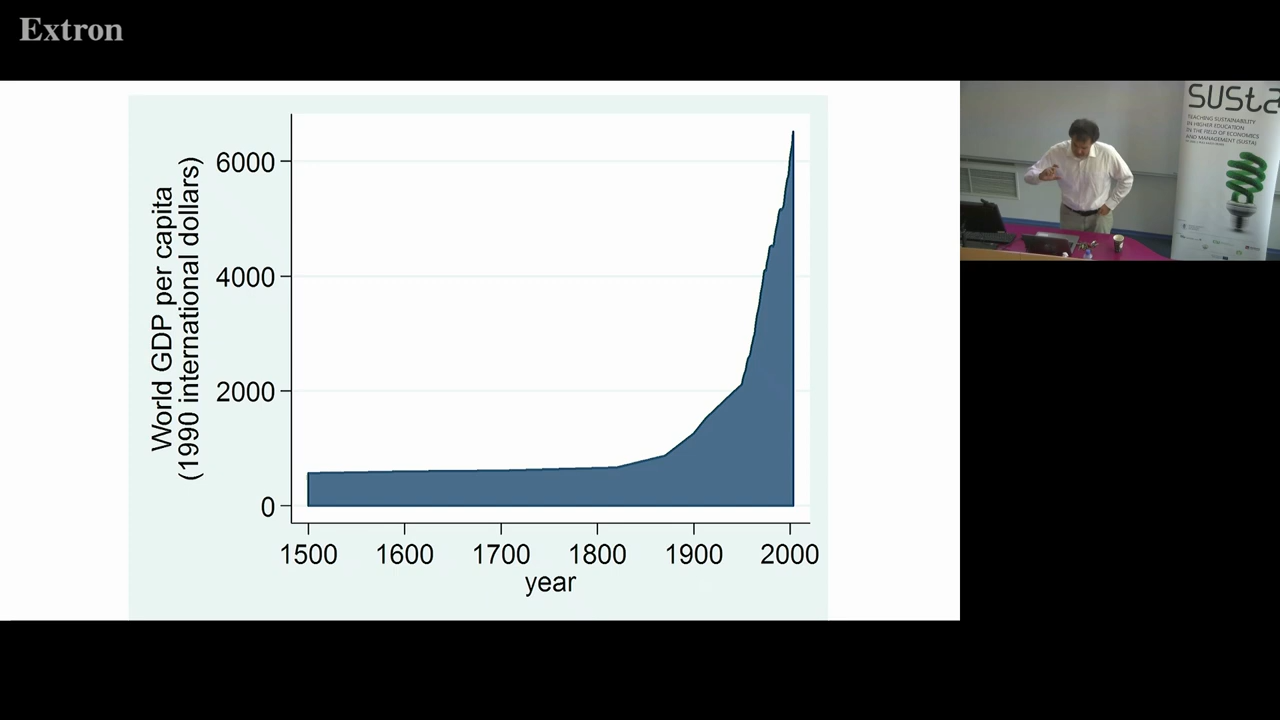 Extron
World GDP per capita
(1990 international dollars)
6000
4000
2000
0
1500 1600 1700 1800 1900 2000
year
SUSta
TEACHING SUSTAINABILITY
IN HIGHER EDUCATION
IN THE FIELD OF ECONOMICS
AND MANAGEMENT (SUSTA)